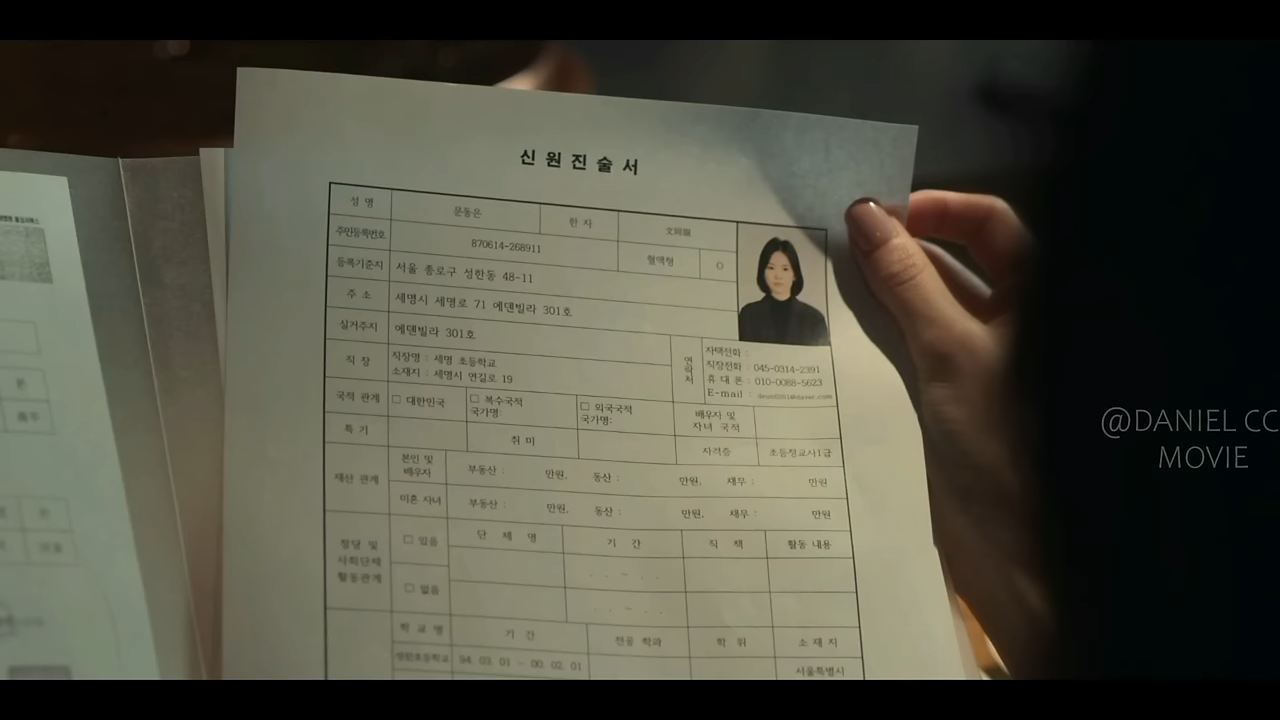 신원진술서
성 명 문동은 한 자
주민등록번호 870614-268911 혈액형 O
등록기준지 서울 종로구 성한동 48-11
주 소 세명시 세명로 71 에덴빌라 301호
실거주지 에덴빌라 301호
직 장 직장명 : 세명 초등학교
소재지 : 세명시 연길로 19
연락처 자택전화 :
직장전화 : 045-0314-2391
휴 대 폰 : 010-0088-5623
E-mail :
국적 관계 □ 대한민국 □ 복수국적 국가명: □ 외국국적 국가명: 배우자 및 자녀 국적
특 기 취 미 자격증 초등정교사1급
재산 관계 본인 및 배우자 부동산 : 만원, 동산 : 만원, 채무 : 만원
미혼 자녀 부동산 : 만원, 동산 : 만원, 채무 : 만원
정당 및 사회단체 활동관계 □ 있음 단 체 명 기 간 직 책 활동 내용
. . ~ . .
□ 없음 . . ~ . .
학 교 명 기 간 전공 학과 학 위 소 재 지
94. 03. 01 - 00. 02. 01 서울특별시
@DANIEL CC
MOVIE